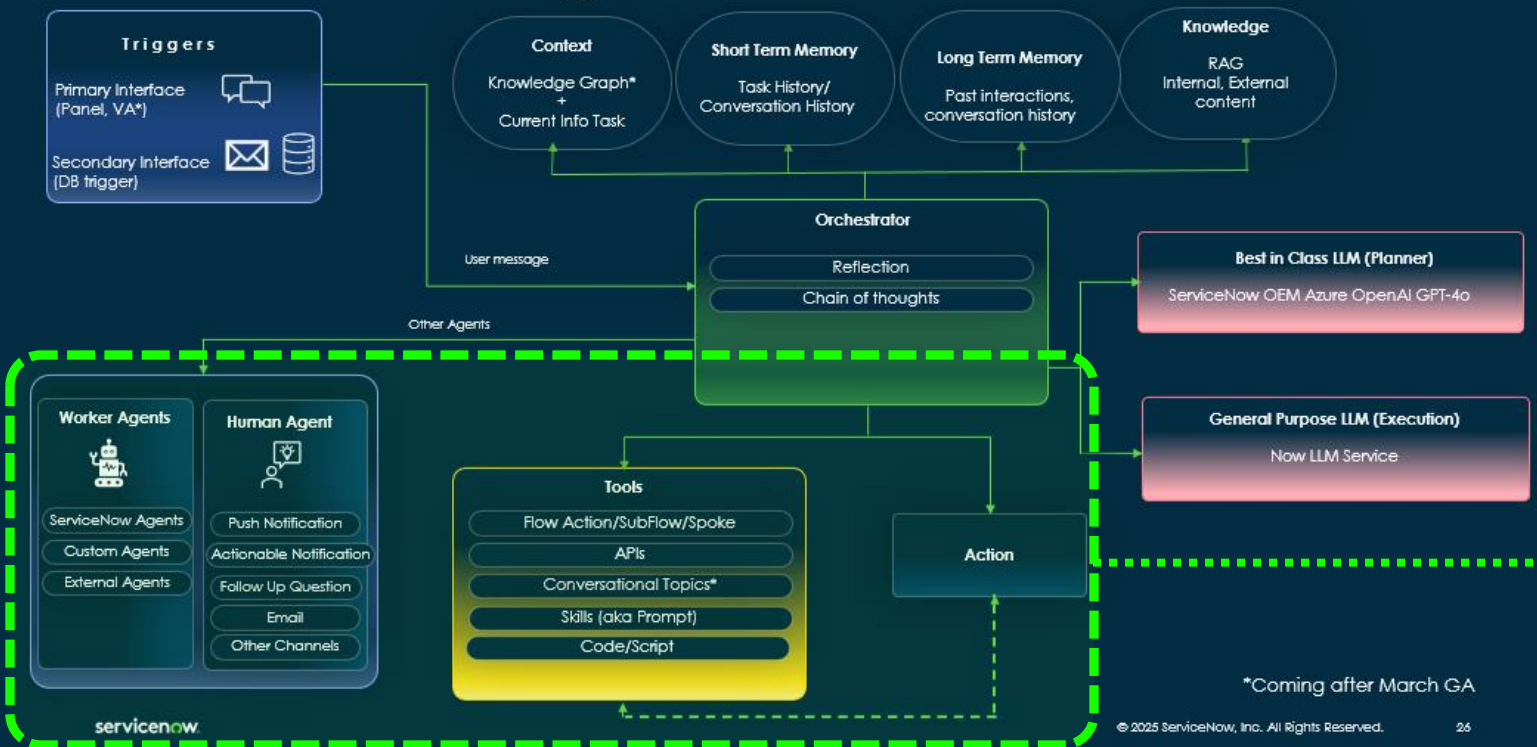 Triggers
Primary Interface
(Panel, VA*)
Secondary Interface
(DB trigger)
Context
Knowledge Graph*
+
Current Info Task
Short Term Memory
Task History/
Conversation History
Long Term Memory
Past interactions,
conversation history
Knowledge
RAG
Internal, External
content
User message
Orchestrator
Reflection
Chain of thoughts
Best in Class LLM (Planner)
ServiceNow OEM Azure OpenAI GPT-4o
General Purpose LLM (Execution)
Now LLM Service
Other Agents
Worker Agents
ServiceNow Agents
Custom Agents
External Agents
Human Agent
Push Notification
Actionable Notification
Follow Up Question
Email
Other Channels
Tools
Flow Action/SubFlow/Spoke
APIs
Conversational Topics*
Skills (aka Prompt)
Code/Script
Action
*Coming after March GA
servicenow.
© 2025 ServiceNow, Inc. All Rights Reserved.
26